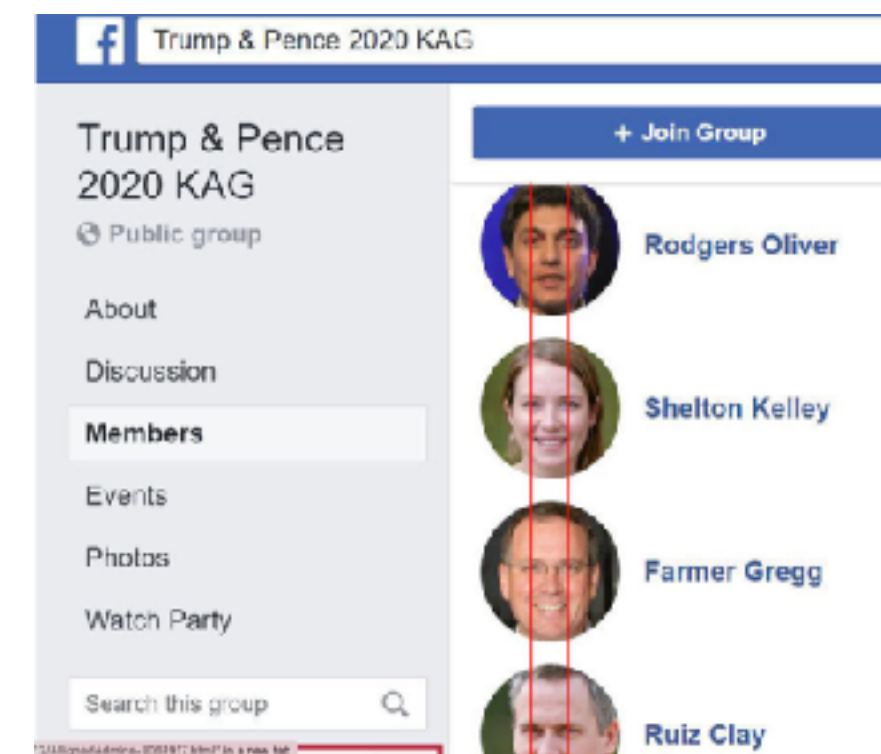 Trump & Pence 2020 KAG
Trump & Pence
2020 KAG
Public group
About
Discussion
Members
Events
Photos
Watch Party
Search this group
+ Join Group
Rodgers Oliver
Shelton Kelley
Farmer Gregg
Ruiz Clay